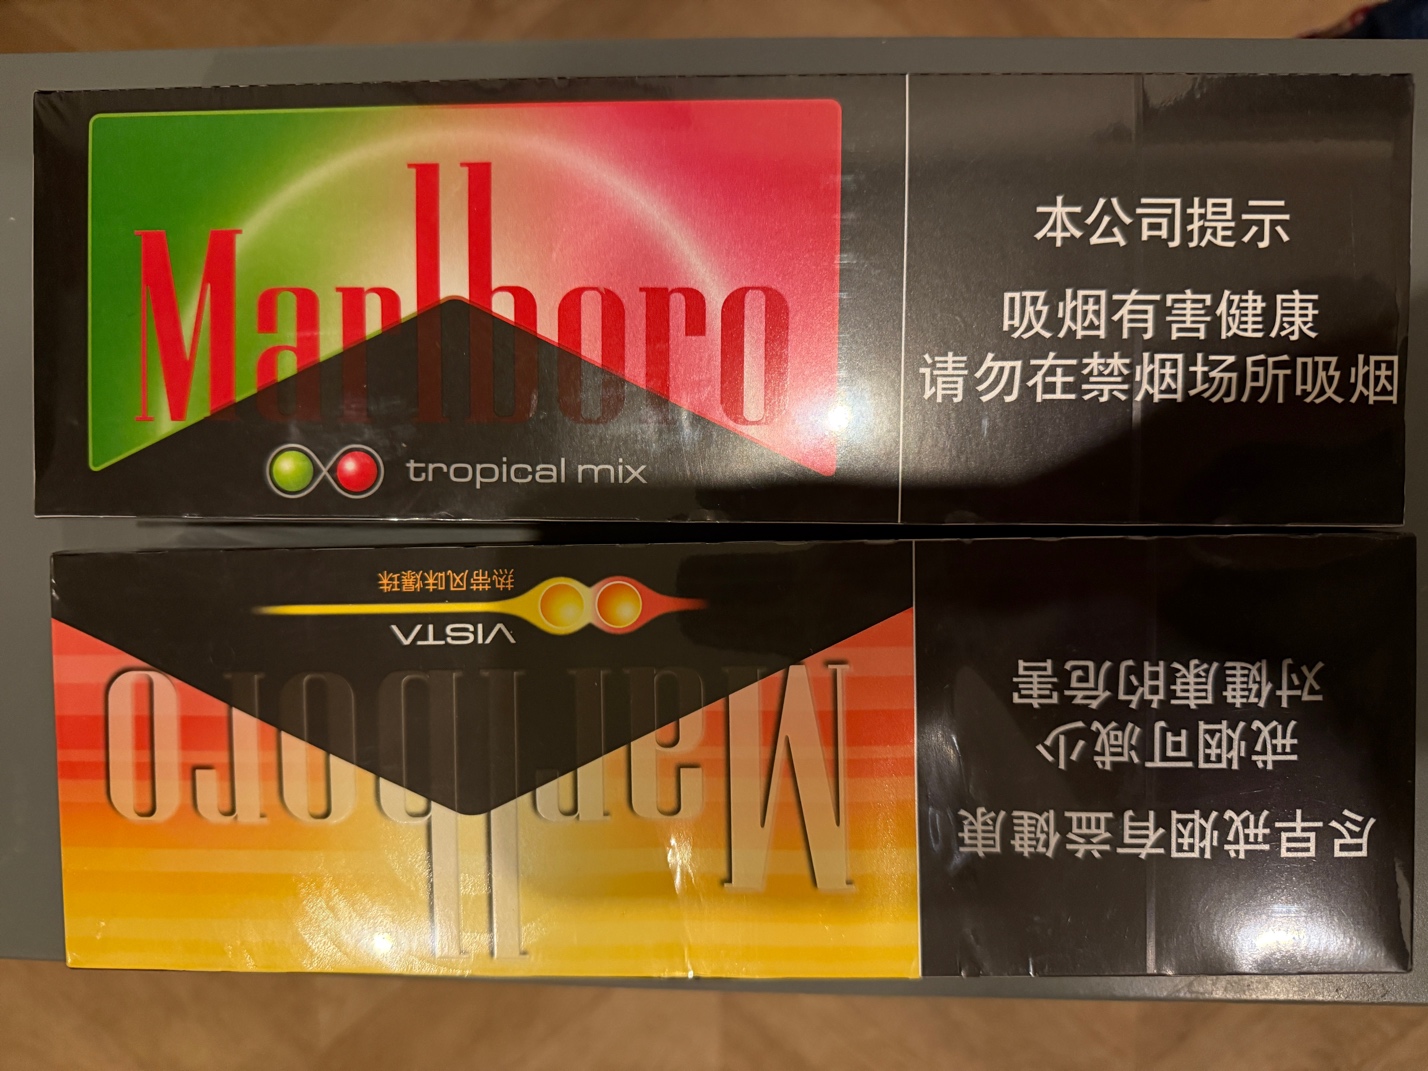 Marlboro
tropical mix
本公司提示
吸烟有害健康
请勿在禁烟场所吸烟
Marlboro
VISTA
热带风味爆珠
尽早戒烟有益健康
戒烟可减少
对健康的危害